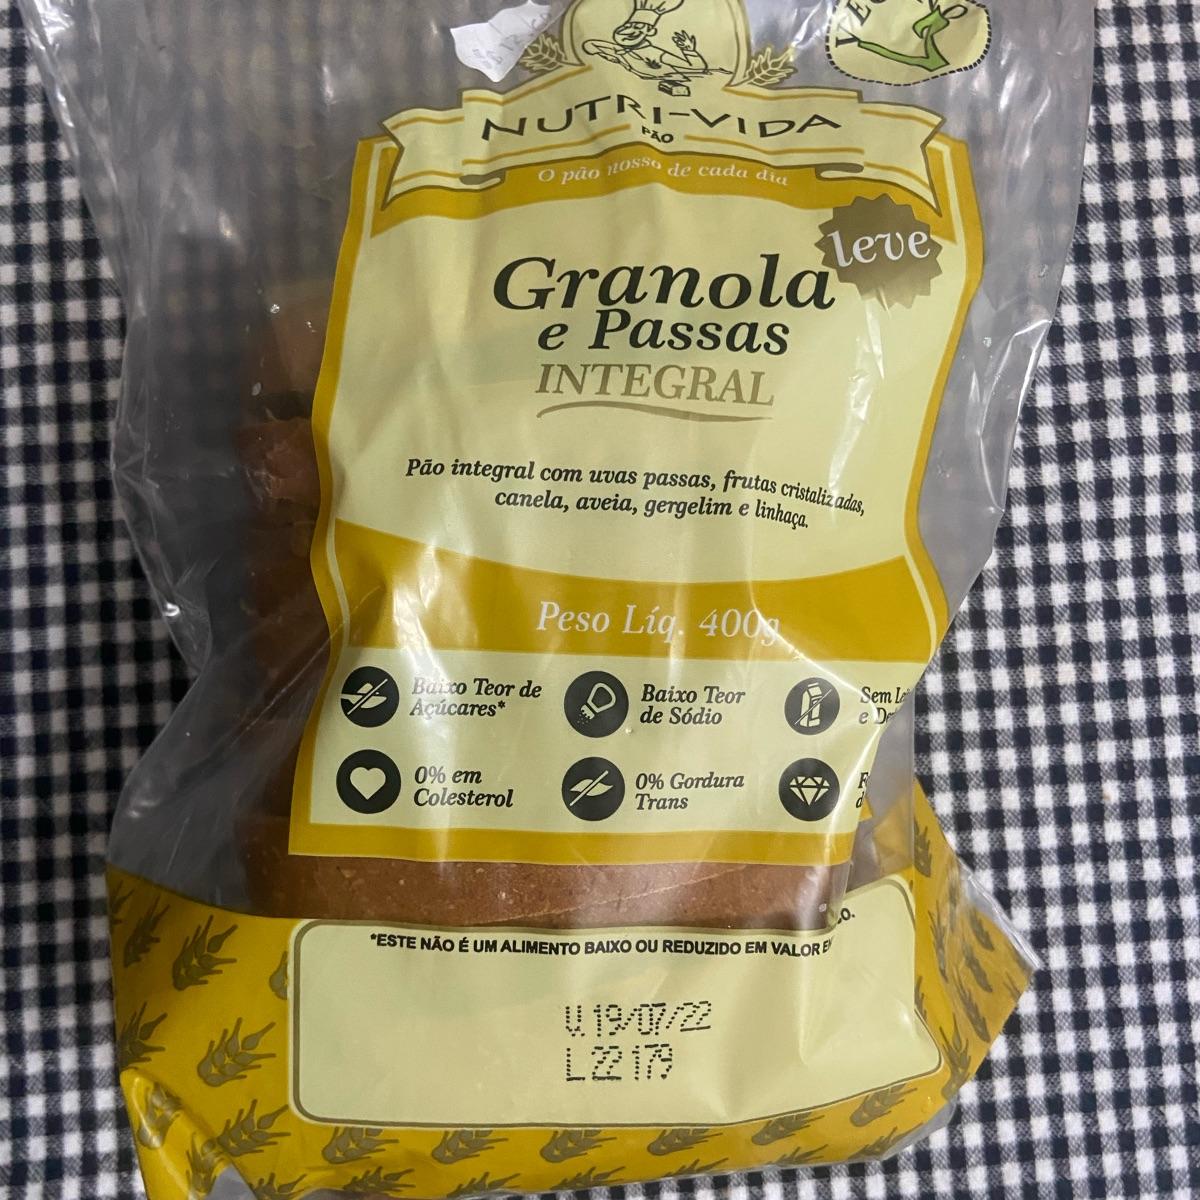 NUTRI-VIDA
PÃO
O pão nosso de cada dia
leve
Granola
e Passas
INTEGRAL
Pão integral com uvas passas, frutas cristalizadas,
canela, aveia, gergelim e linhaça.
Peso Líq. 400g
Baixo Teor de
Açúcares*
Baixo Teor
de Sódio
Sem
e
0% em
Colesterol
0% Gordura
Trans
*ESTE NÃO É UM ALIMENTO BAIXO OU REDUZIDO EM VALOR
V.19/07/22
L.22179